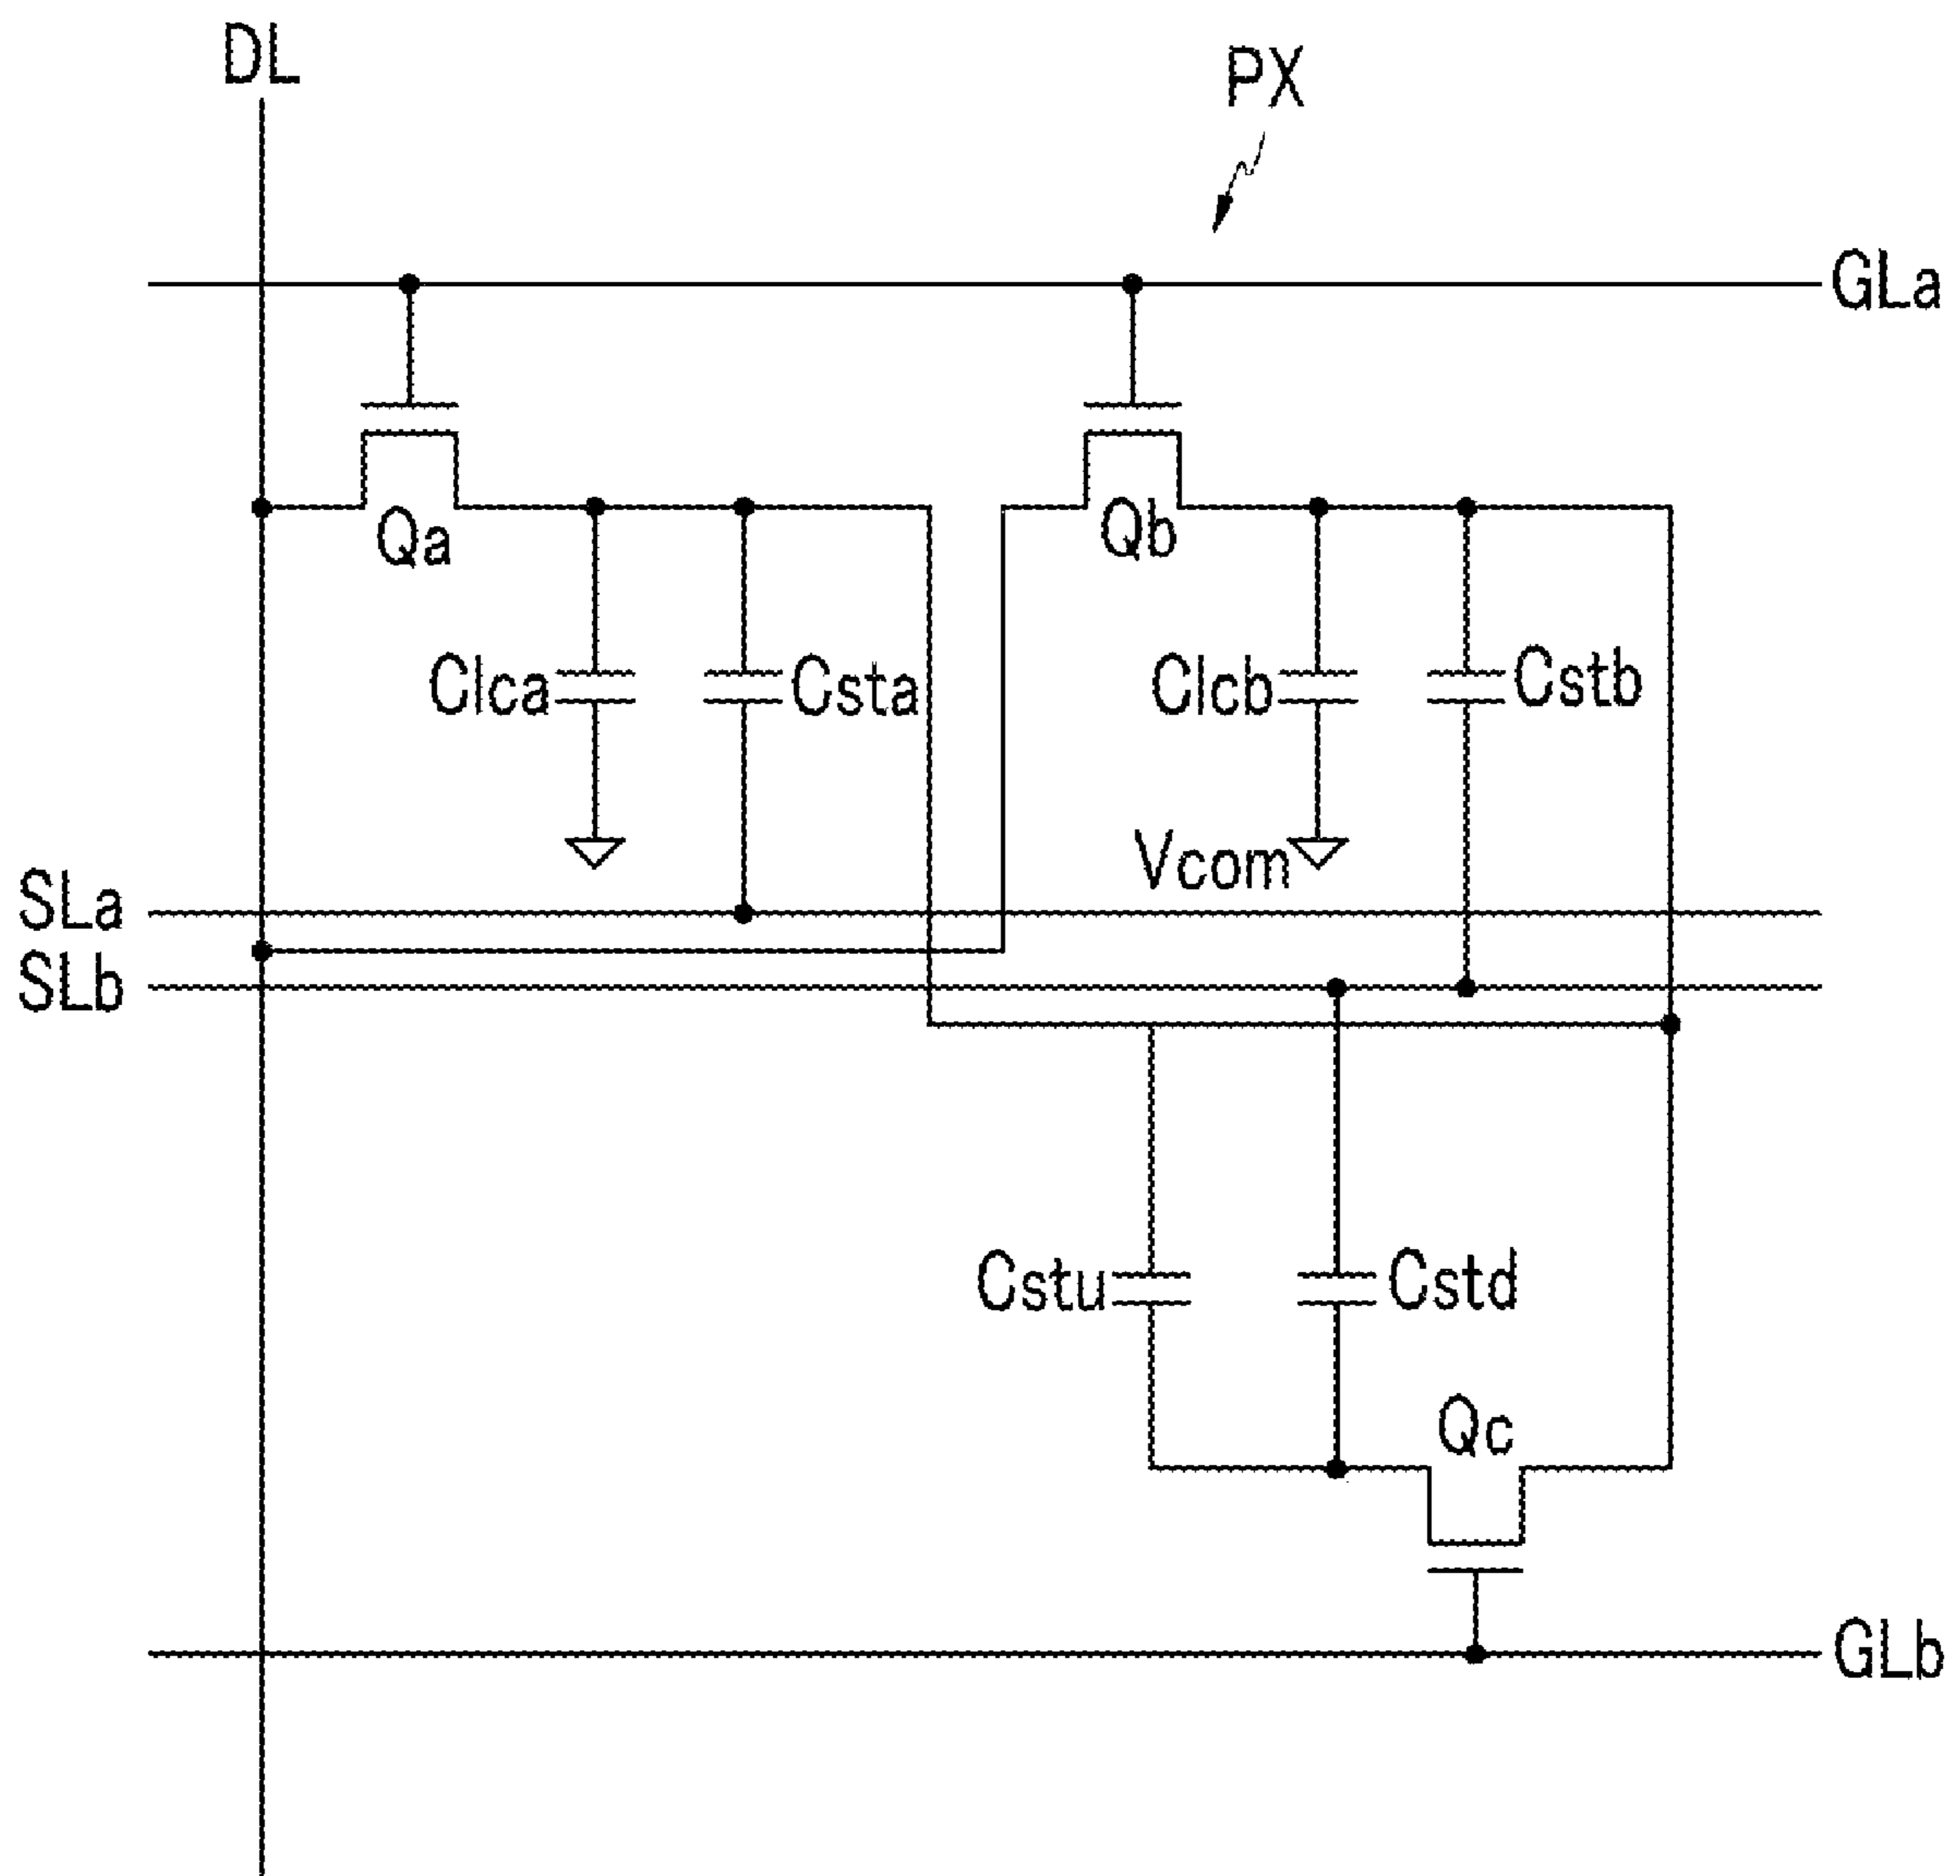 DL
PX
GLa
Qa
Qb
Clca
Csta
Clcb
Cstb
Vcom
SLa
SLb
Cstu
Cstd
Qc
GLb